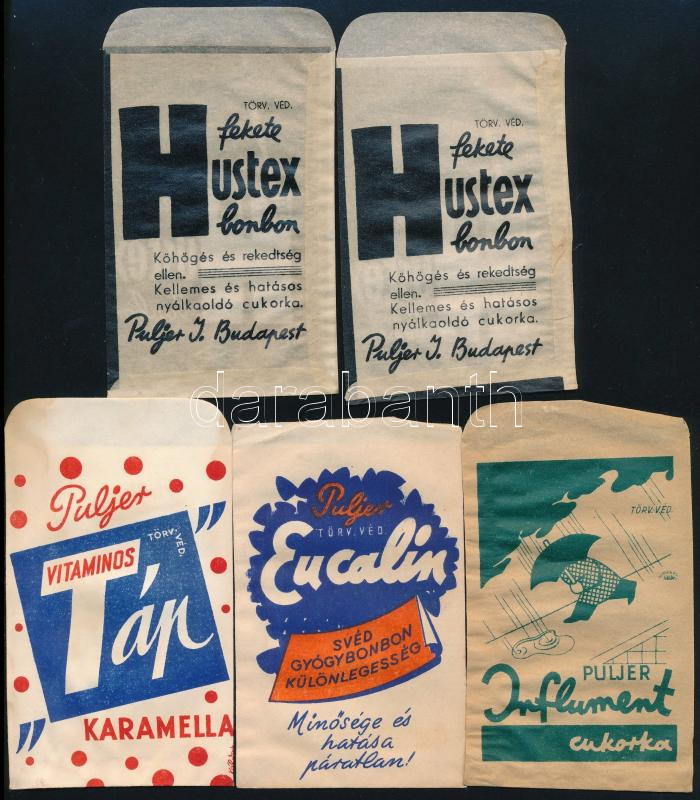 TÖRV. VÉD.
fekete
Hustex
bonbon
Köhögés és rekedtség
ellen.
Kellemes és hatásos
nyálkaoldó cukorka.
Puljer J. Budapest
TÖRV. VÉD.
fekete
Hustex
bonbon
Köhögés és rekedtség
ellen.
Kellemes és hatásos
nyálkaoldó cukorka.
Puljer J. Budapest
darabanth
Puljer
VITAMINOS
TÖRV. VÉD.
„Táp”
KARAMELLA
Puljer
TÖRV. VÉD.
Eucalin
SVÉD
GYÓGYBONBON
KÜLÖNLEGESSÉG
Minősége és
hatása
páratlan!
TÖRV. VÉD.
PULJER
Influment
cukorka